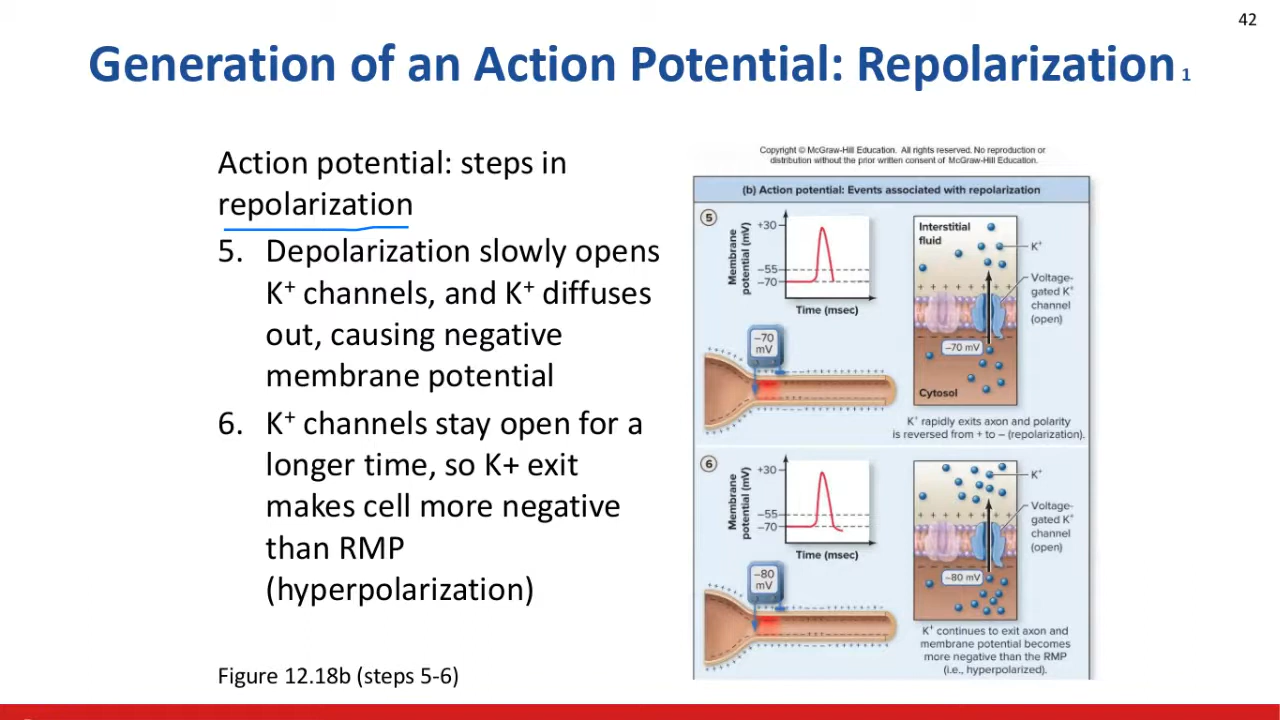 42
Generation of an Action Potential: Repolarization 1
Action potential: steps in
repolarization
5. Depolarization slowly opens
K⁺ channels, and K⁺ diffuses
out, causing negative
membrane potential
6. K⁺ channels stay open for a
longer time, so K+ exit
makes cell more negative
than RMP
(hyperpolarization)
Figure 12.18b (steps 5-6)
Copyright © McGraw-Hill Education. All rights reserved. No reproduction or
distribution without the prior written consent of McGraw-Hill Education.
(b) Action potential: Events associated with repolarization
5
Membrane
potential (mV)
+30
–55
–70
Time (msec)
–70
mV
Interstitial
fluid
K⁺
Voltage-
gated K⁺
channel
(open)
–70 mV
Cytosol
K⁺ rapidly exits axon and polarity
is reversed from + to – (repolarization).
6
Membrane
potential (mV)
+30
–55
–70
Time (msec)
–80
mV
K⁺
Voltage-
gated K⁺
channel
(open)
–80 mV
K⁺ continues to exit axon and
membrane potential becomes
more negative than the RMP
(i.e., hyperpolarized).